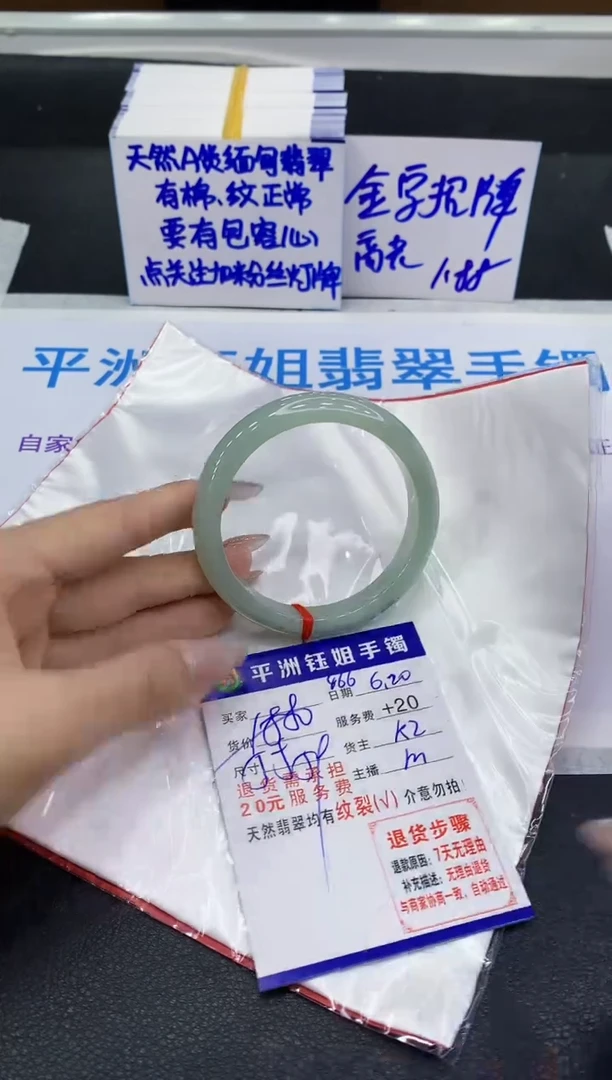 天然A货缅甸翡翠
有棉、纹正常
要有包容心
点关注加粉丝灯牌
金字招牌
平洲
姐翡翠手镯
自家
正
平洲钰姐手镯
466
买家
日期 6.20
货价
服务费 +20
尺寸
货主 K2
退货需承担
主播 m
20元服务费
天然翡翠均有纹裂(√) 介意勿拍!
退货步骤
退款原因:7天无理由
补充描述:无理由退货
与商家协商一致,自动通过